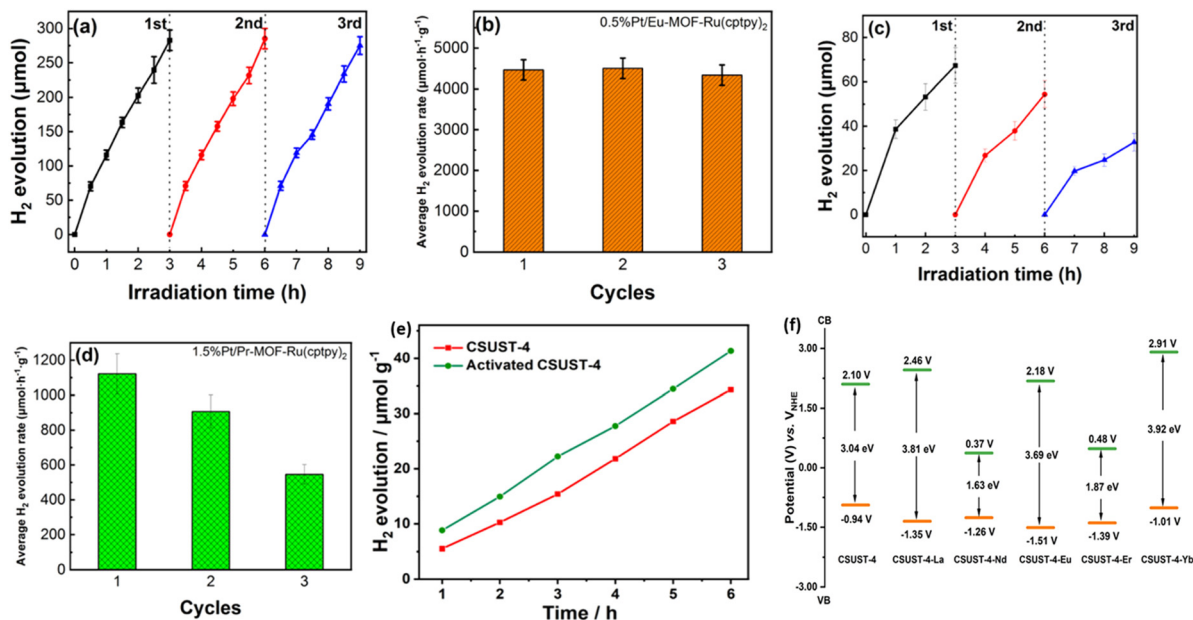 (a)
1st
2nd
3rd
300
250
200
150
100
50
0
H₂ evolution (μmol)
0 1 2 3 4 5 6 7 8 9
Irradiation time (h)
(b)
0.5%Pt/Eu-MOF-Ru(cptpy)₂
5000
4000
3000
2000
1000
0
Average H₂ evolution rate (μmol·h⁻¹·g⁻¹)
1 2 3
Cycles
(c)
1st
2nd
3rd
80
60
40
20
0
H₂ evolution (μmol)
0 1 2 3 4 5 6 7 8 9
Irradiation time (h)
(d)
1.5%Pt/Pr-MOF-Ru(cptpy)₂
1200
1000
800
600
400
200
0
Average H₂ evolution rate (μmol·h⁻¹·g⁻¹)
1 2 3
Cycles
(e)
CSUST-4
Activated CSUST-4
40
30
20
10
0
H₂ evolution / μmol g⁻¹
1 2 3 4 5 6
Time / h
(f)
CB
3.00
1.50
0.00
-1.50
-3.00
VB
Potential (V) vs. V_NHE
2.10 V
3.04 eV
-0.94 V
CSUST-4
2.46 V
3.81 eV
-1.35 V
CSUST-4-La
0.37 V
1.63 eV
-1.26 V
CSUST-4-Nd
2.18 V
3.69 eV
-1.51 V
CSUST-4-Eu
0.48 V
1.87 eV
-1.39 V
CSUST-4-Er
2.91 V
3.92 eV
-1.01 V
CSUST-4-Yb